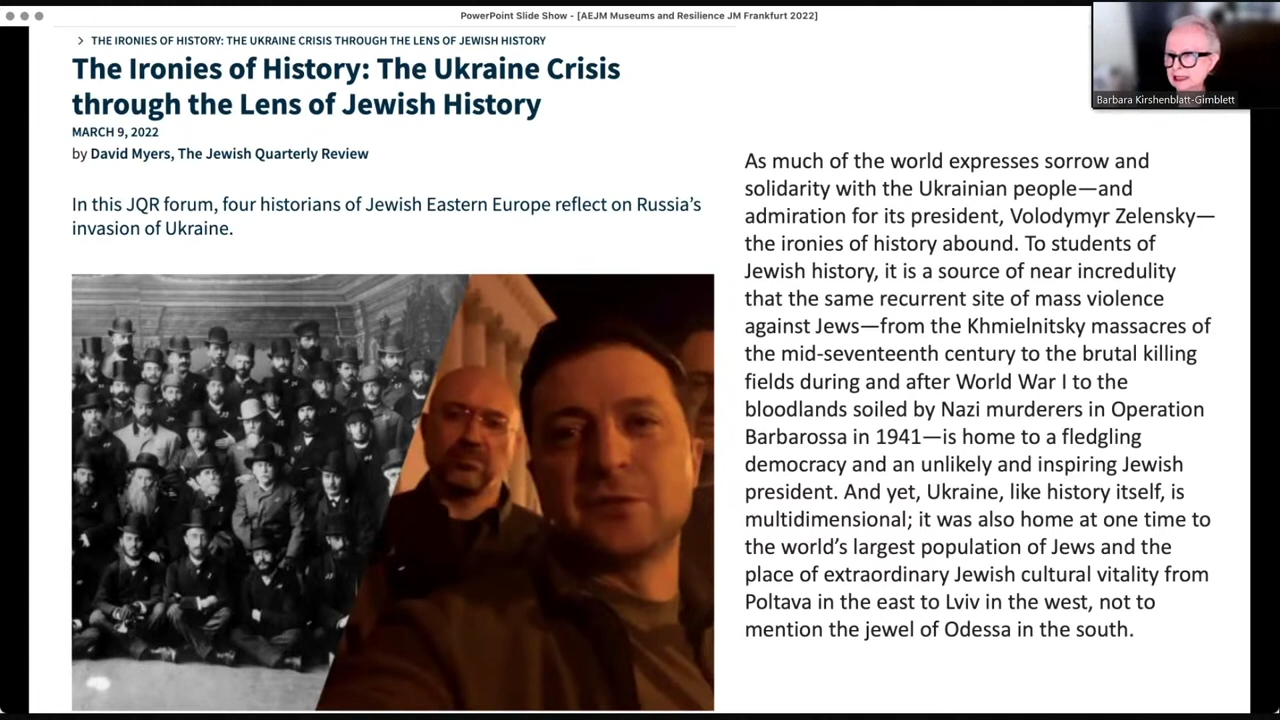 PowerPoint Slide Show - [AEJM Museums and Resilience JM Frankfurt 2022]
> THE IRONIES OF HISTORY: THE UKRAINE CRISIS THROUGH THE LENS OF JEWISH HISTORY
The Ironies of History: The Ukraine Crisis
through the Lens of Jewish History
MARCH 9, 2022
by David Myers, The Jewish Quarterly Review
In this JQR forum, four historians of Jewish Eastern Europe reflect on Russia's
invasion of Ukraine.
Barbara Kirshenblatt-Gimblett
As much of the world expresses sorrow and
solidarity with the Ukrainian people—and
admiration for its president, Volodymyr Zelensky—
the ironies of history abound. To students of
Jewish history, it is a source of near incredulity
that the same recurrent site of mass violence
against Jews—from the Khmielnitsky massacres of
the mid-seventeenth century to the brutal killing
fields during and after World War I to the
bloodlands soiled by Nazi murderers in Operation
Barbarossa in 1941—is home to a fledgling
democracy and an unlikely and inspiring Jewish
president. And yet, Ukraine, like history itself, is
multidimensional; it was also home at one time to
the world's largest population of Jews and the
place of extraordinary Jewish cultural vitality from
Poltava in the east to Lviv in the west, not to
mention the jewel of Odessa in the south.